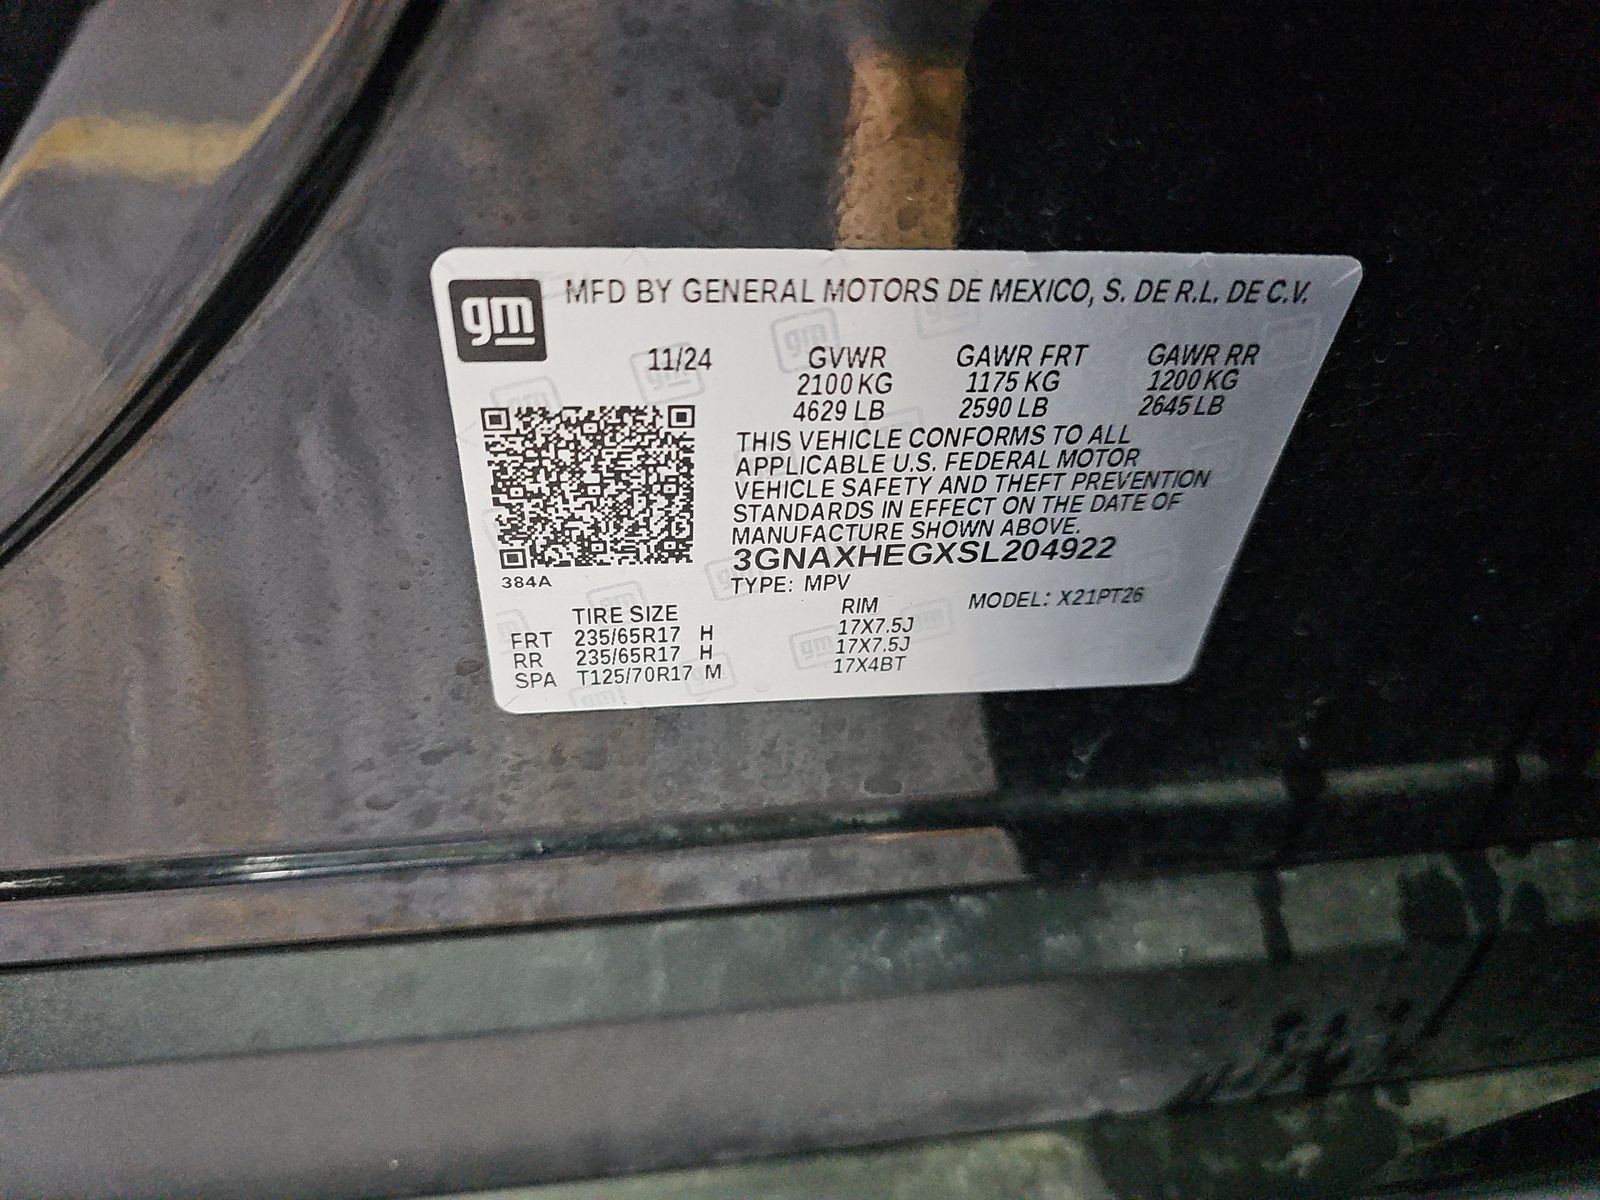 gm
MFD BY GENERAL MOTORS DE MEXICO, S. DE R.L. DE C.V.
11/24 GVWR GAWR FRT GAWR RR
2100 KG 1175 KG 1200 KG
4629 LB 2590 LB 2645 LB
THIS VEHICLE CONFORMS TO ALL
APPLICABLE U.S. FEDERAL MOTOR
VEHICLE SAFETY AND THEFT PREVENTION
STANDARDS IN EFFECT ON THE DATE OF
MANUFACTURE SHOWN ABOVE.
3GNAXHEGXSL204922
384A
TYPE: MPV MODEL: X21PT26
TIRE SIZE RIM
FRT 235/65R17 H 17X7.5J
RR 235/65R17 H 17X7.5J
SPA T125/70R17 M 17X4BT